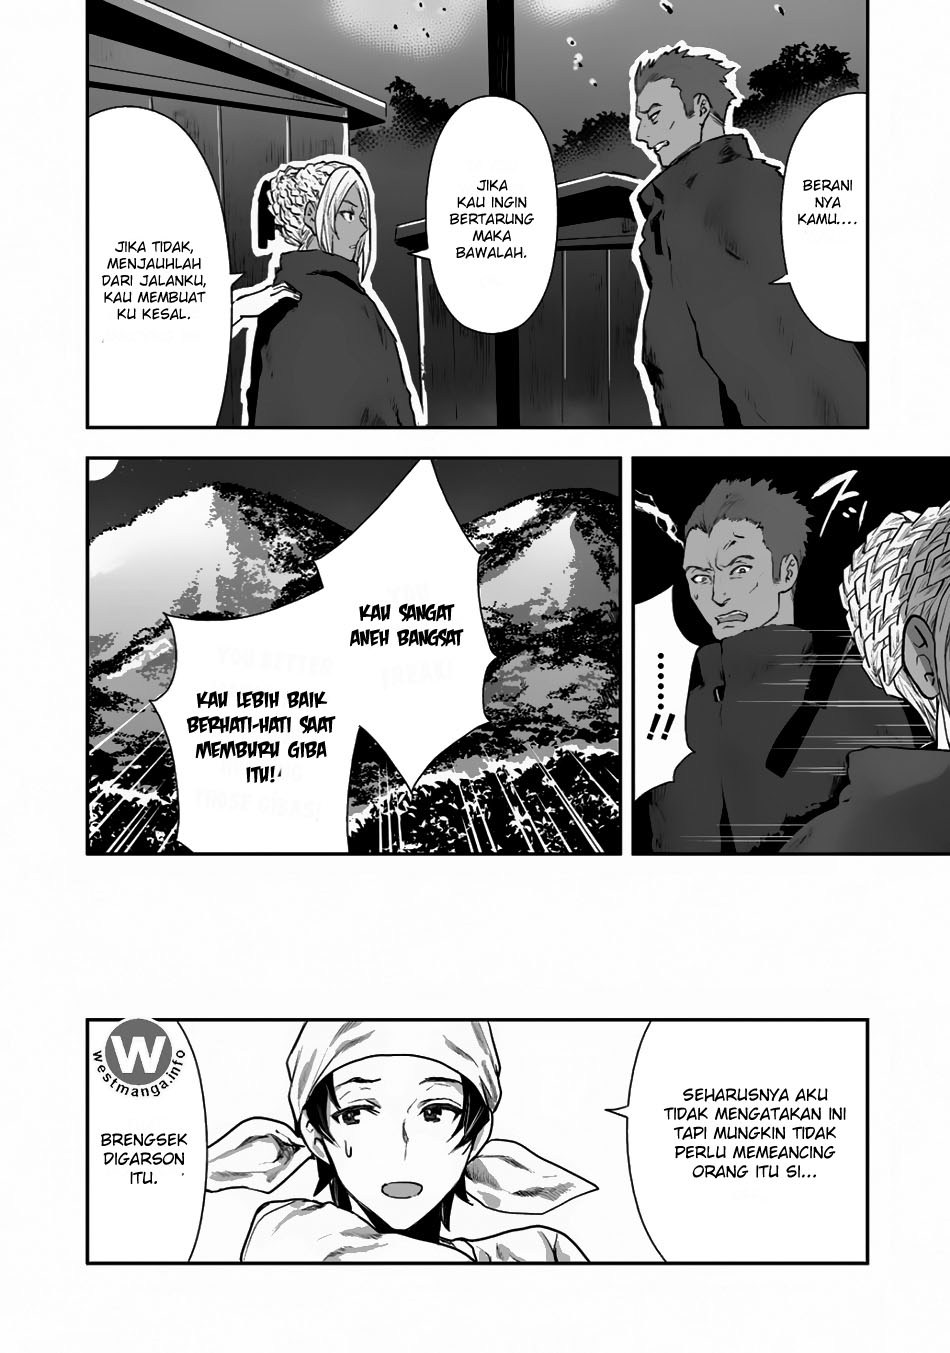 BERANI
NYA
KAMU....
JIKA
KAU INGIN
BERTARUNG
MAKA
BAWALAH.
JIKA TIDAK,
MENJAUHLAH
DARI JALANKU,
KAU MEMBUAT
KU KESAL.
......!!
KAU SANGAT
ANEH BANGSAT
KAU LEBIH BAIK
BERHATI-HATI SAAT
MEMBURU GIBA
ITU!
SEHARUSNYA AKU
TIDAK MENGATAKAN INI
TAPI MUNGKIN TIDAK
PERLU MEMEANCING
ORANG ITU SI...
W
westmanga.info
BRENGSEK
DIGARSON
ITU.